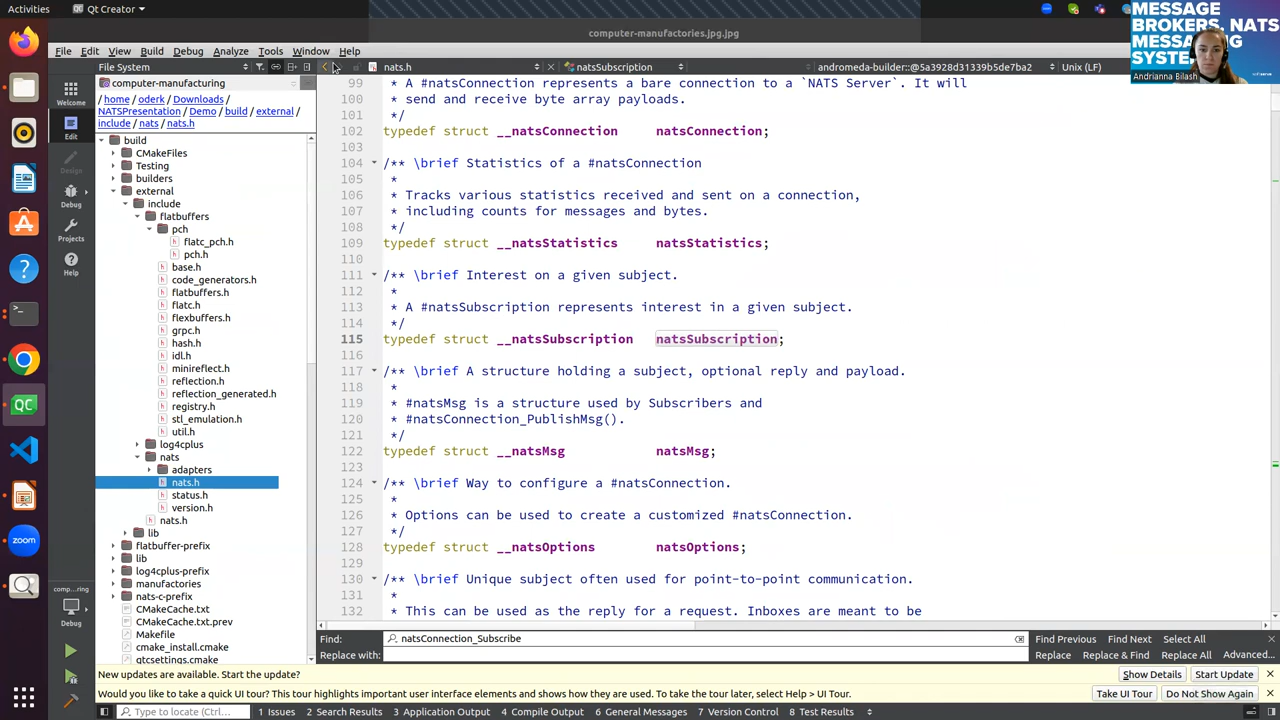 Activities
Qt Creator
computer-manufactories.jpg.jpg
File Edit View Build Debug Analyze Tools Window Help
File System
nats.h
natsSubscription
andromeda-builder::@5a3928d31339b5de7ba2
Unix (LF)
MESSAGE
BROKERS, NATS
MESSAGING
SYSTEM
Andrianna Bilash
Welcome
Edit
Design
Debug
Projects
Help
comp...ring
Debug
computer-manufacturing
/ home / oderk / Downloads /
NATSPresentation / Demo / build / external /
include / nats / nats.h
build
CMakeFiles
Testing
builders
external
include
flatbuffers
pch
flatc_pch.h
pch.h
base.h
code_generators.h
flatbuffers.h
flatc.h
flexbuffers.h
grpc.h
hash.h
idl.h
minireflect.h
reflection.h
reflection_generated.h
registry.h
stl_emulation.h
util.h
log4cplus
nats
adapters
nats.h
status.h
version.h
nats.h
lib
flatbuffer-prefix
lib
log4cplus-prefix
manufactories
nats-c-prefix
CMakeCache.txt
CMakeCache.txt.prev
Makefile
cmake_install.cmake
qtcsettings.cmake
99 * A #natsConnection represents a bare connection to a `NATS Server`. It will
100 * send and receive byte array payloads.
101 */
102 typedef struct __natsConnection natsConnection;
103
104 /** \brief Statistics of a #natsConnection
105 *
106 * Tracks various statistics received and sent on a connection,
107 * including counts for messages and bytes.
108 */
109 typedef struct __natsStatistics natsStatistics;
110
111 /** \brief Interest on a given subject.
112 *
113 * A #natsSubscription represents interest in a given subject.
114 */
115 typedef struct __natsSubscription natsSubscription;
116
117 /** \brief A structure holding a subject, optional reply and payload.
118 *
119 * #natsMsg is a structure used by Subscribers and
120 * #natsConnection_PublishMsg().
121 */
122 typedef struct __natsMsg natsMsg;
123
124 /** \brief Way to configure a #natsConnection.
125 *
126 * Options can be used to create a customized #natsConnection.
127 */
128 typedef struct __natsOptions natsOptions;
129
130 /** \brief Unique subject often used for point-to-point communication.
131 *
132 * This can be used as the reply for a request. Inboxes are meant to be
Find: natsConnection_Subscribe Find Previous Find Next Select All
Replace with: Replace Replace & Find Replace All Advanced...
New updates are available. Start the update? Show Details Start Update
Would you like to take a quick UI tour? This tour highlights important user interface elements and shows how they are used. To take the tour later, select Help > UI Tour. Take UI Tour Do Not Show Again
Type to locate (Ctrl... 1 Issues 2 Search Results 3 Application Output 4 Compile Output 6 General Messages 7 Version Control 8 Test Results
zoom
QC